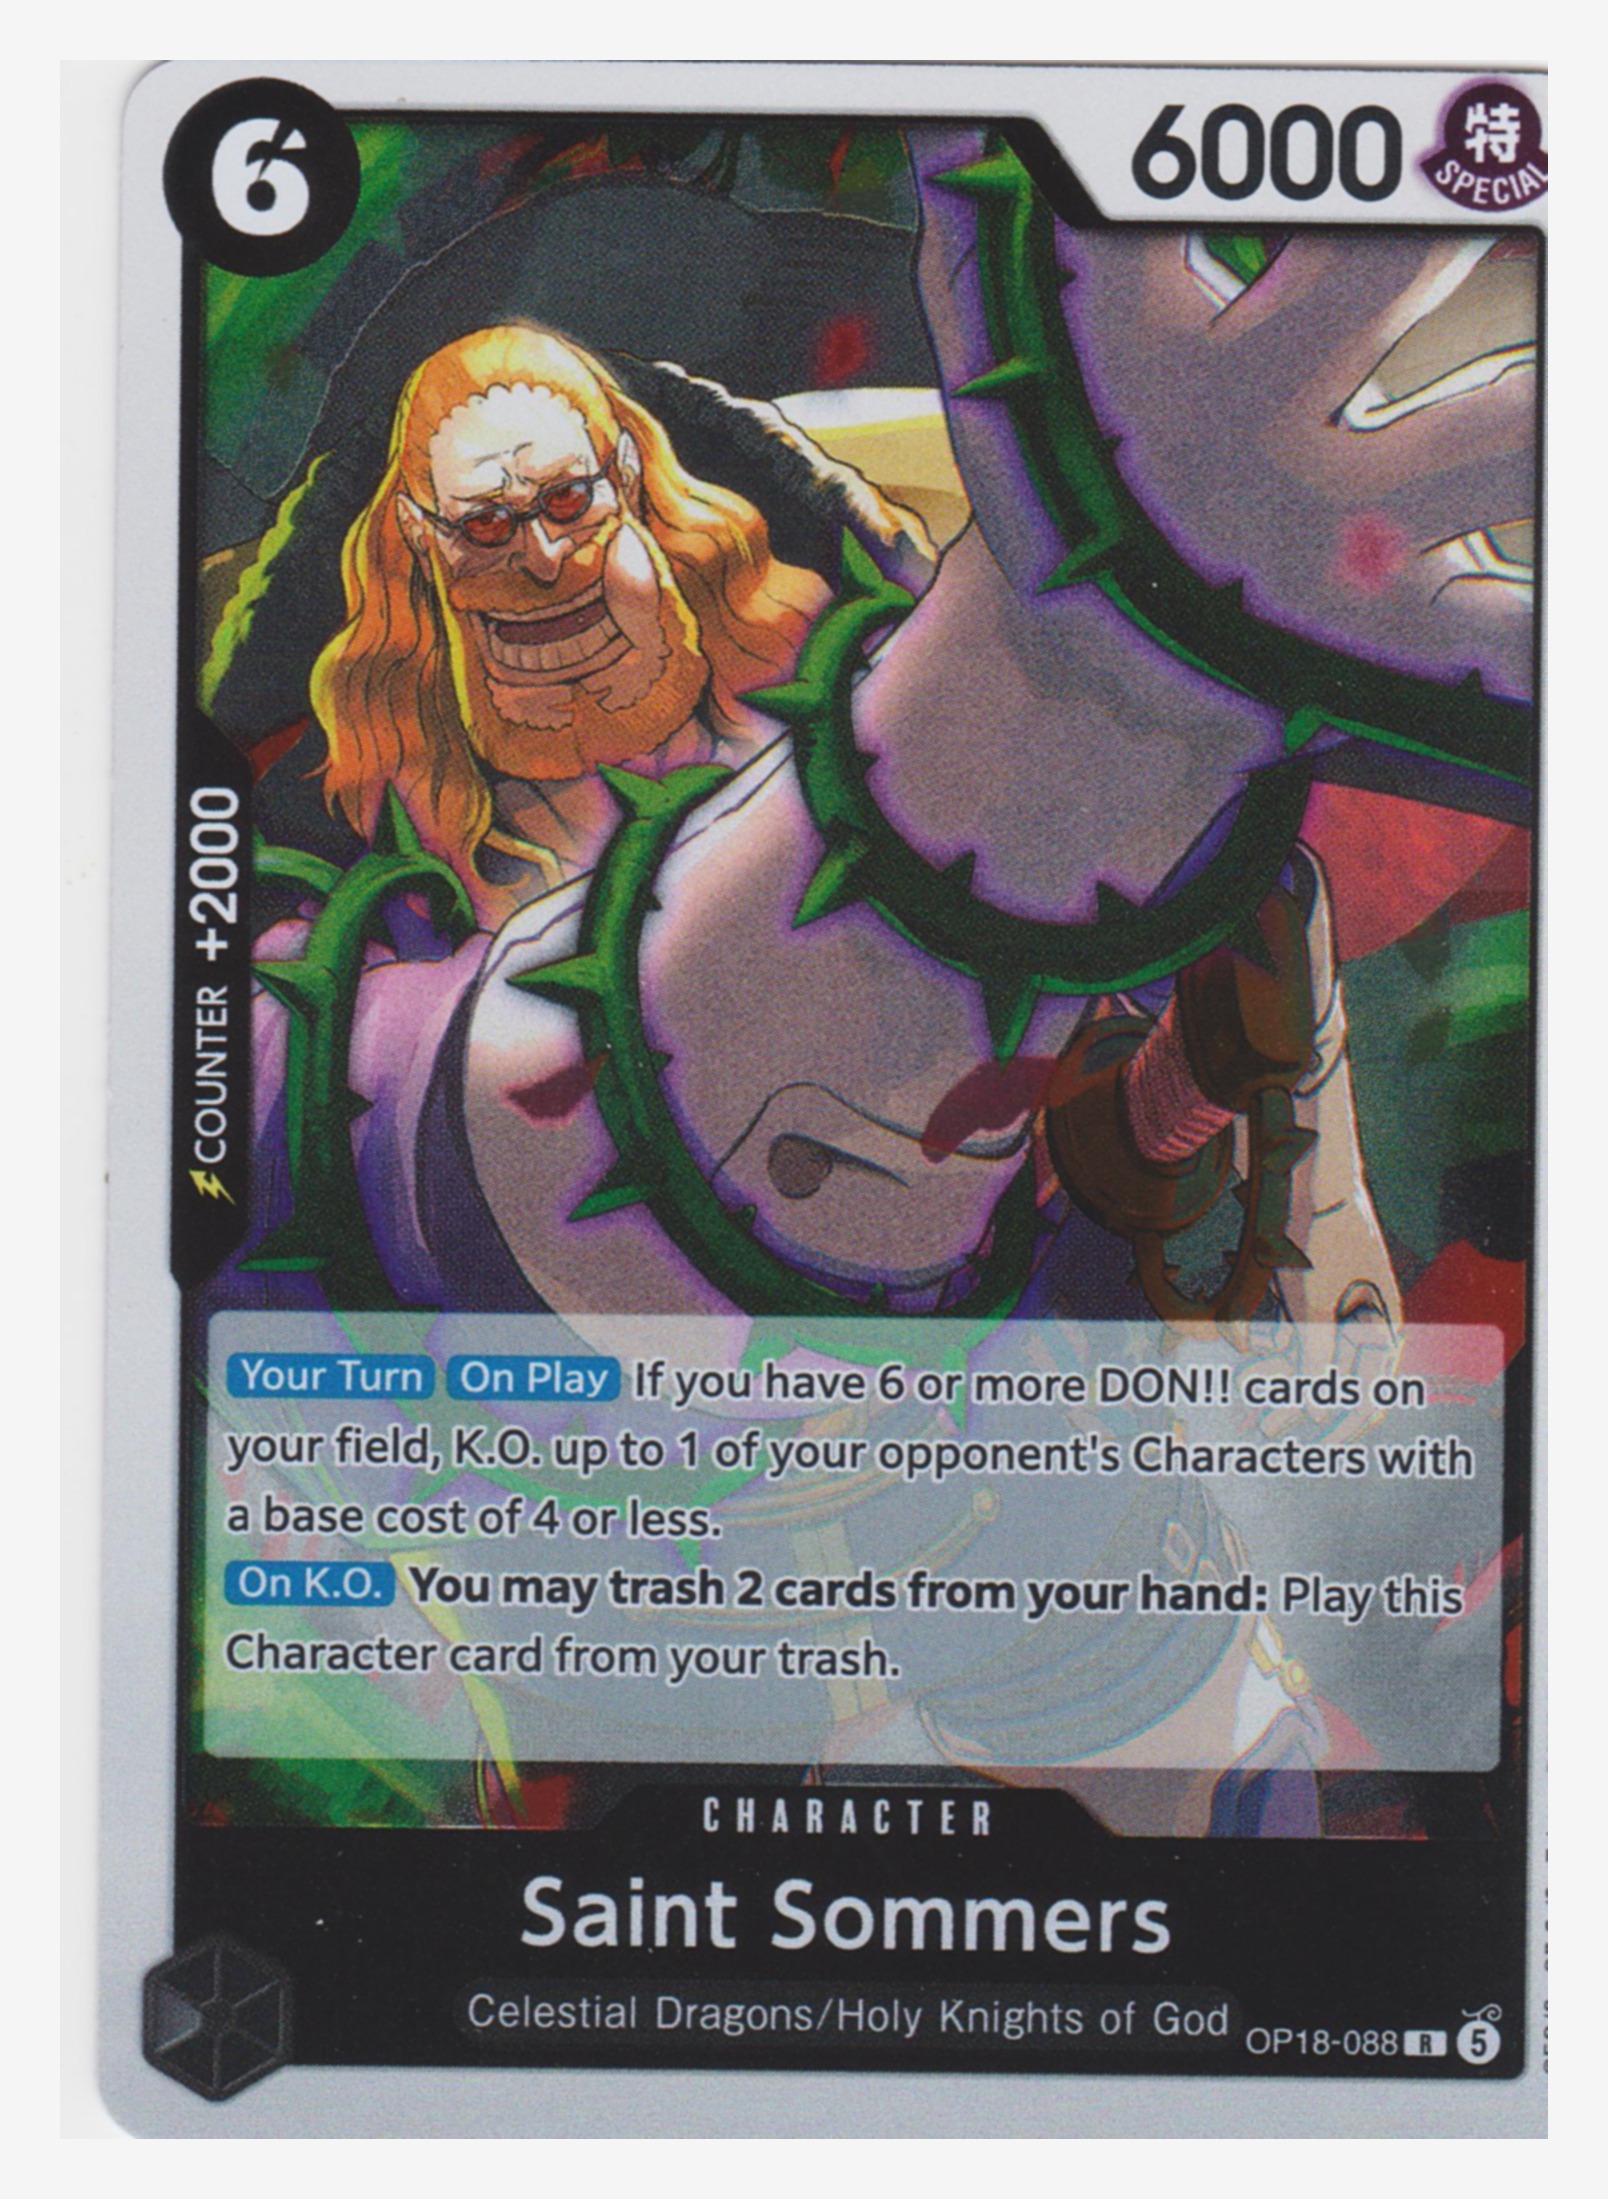 6
6000
特
SPECIAL
COUNTER +2000
Your Turn On Play If you have 6 or more DON!! cards on
your field, K.O. up to 1 of your opponent's Characters with
a base cost of 4 or less.
On K.O. You may trash 2 cards from your hand: Play this
Character card from your trash.
CHARACTER
Saint Sommers
Celestial Dragons/Holy Knights of God
OP18-088 R 5